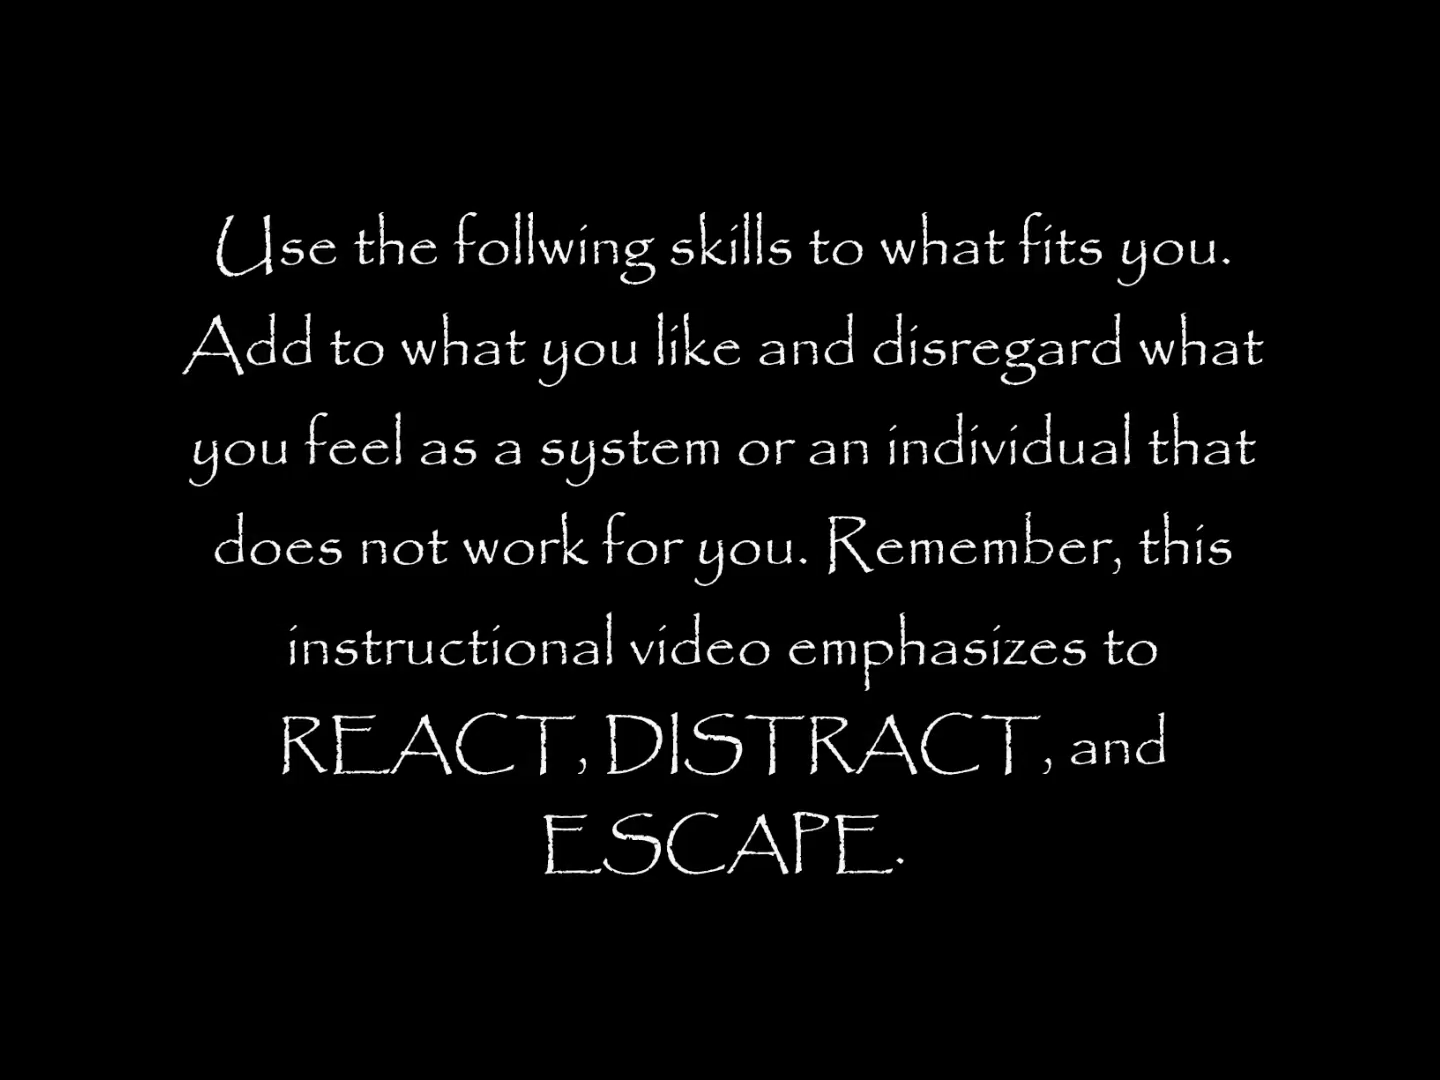 Use the follwing skills to what fits you.
Add to what you like and disregard what
you feel as a system or an individual that
does not work for you. Remember, this
instructional video emphasizes to
REACT, DISTRACT, and
ESCAPE.